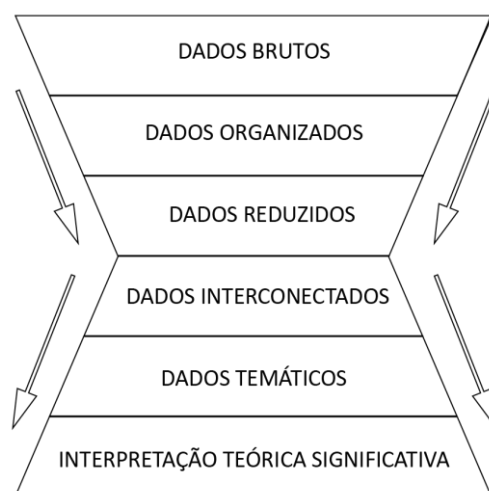 DADOS BRUTOS
DADOS ORGANIZADOS
DADOS REDUZIDOS
DADOS INTERCONECTADOS
DADOS TEMÁTICOS
INTERPRETAÇÃO TEÓRICA SIGNIFICATIVA